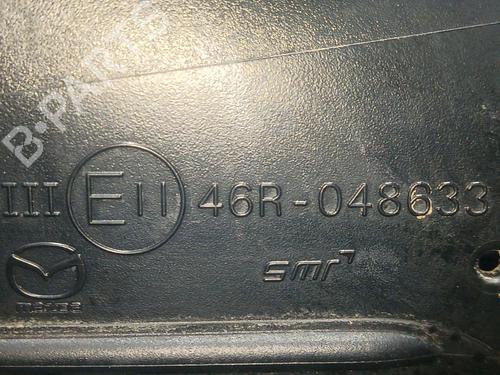 B-PARTS
III E11 46R-048633
mazda
smr